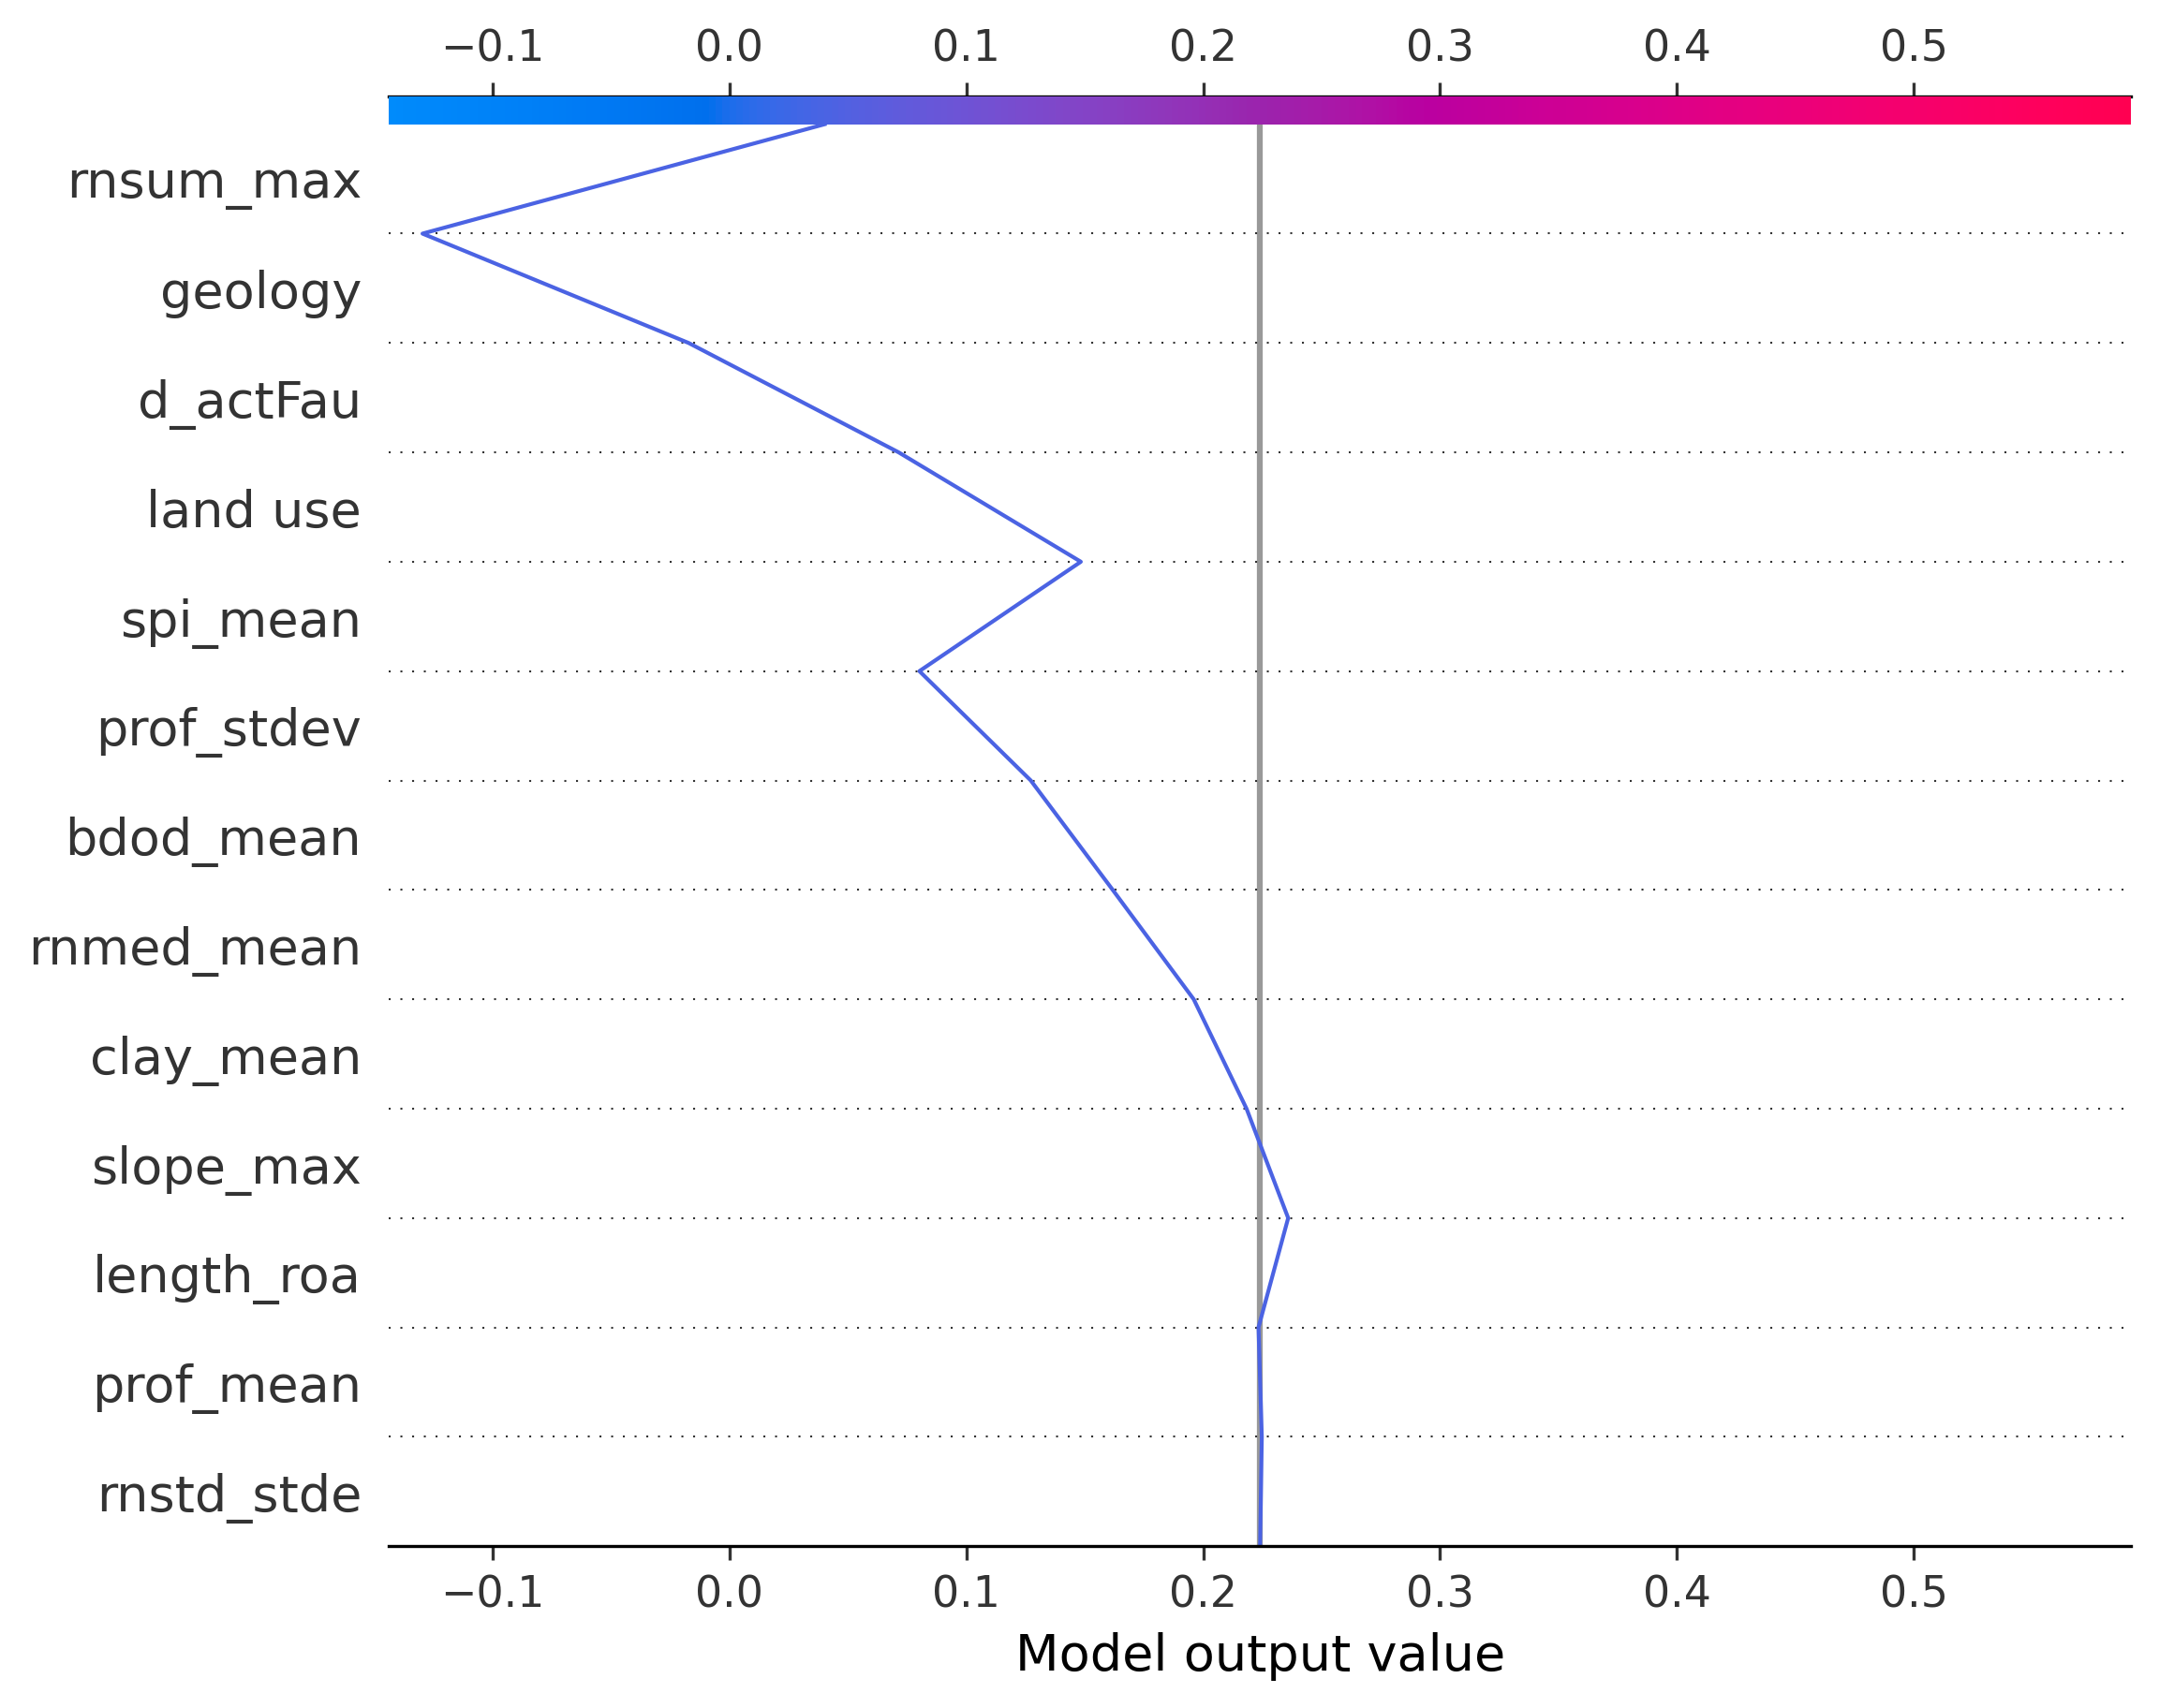 −0.1 0.0 0.1 0.2 0.3 0.4 0.5
rnsum_max
geology
d_actFau
land use
spi_mean
prof_stdev
bdod_mean
rnmed_mean
clay_mean
slope_max
length_roa
prof_mean
rnstd_stde
−0.1 0.0 0.1 0.2 0.3 0.4 0.5
Model output value